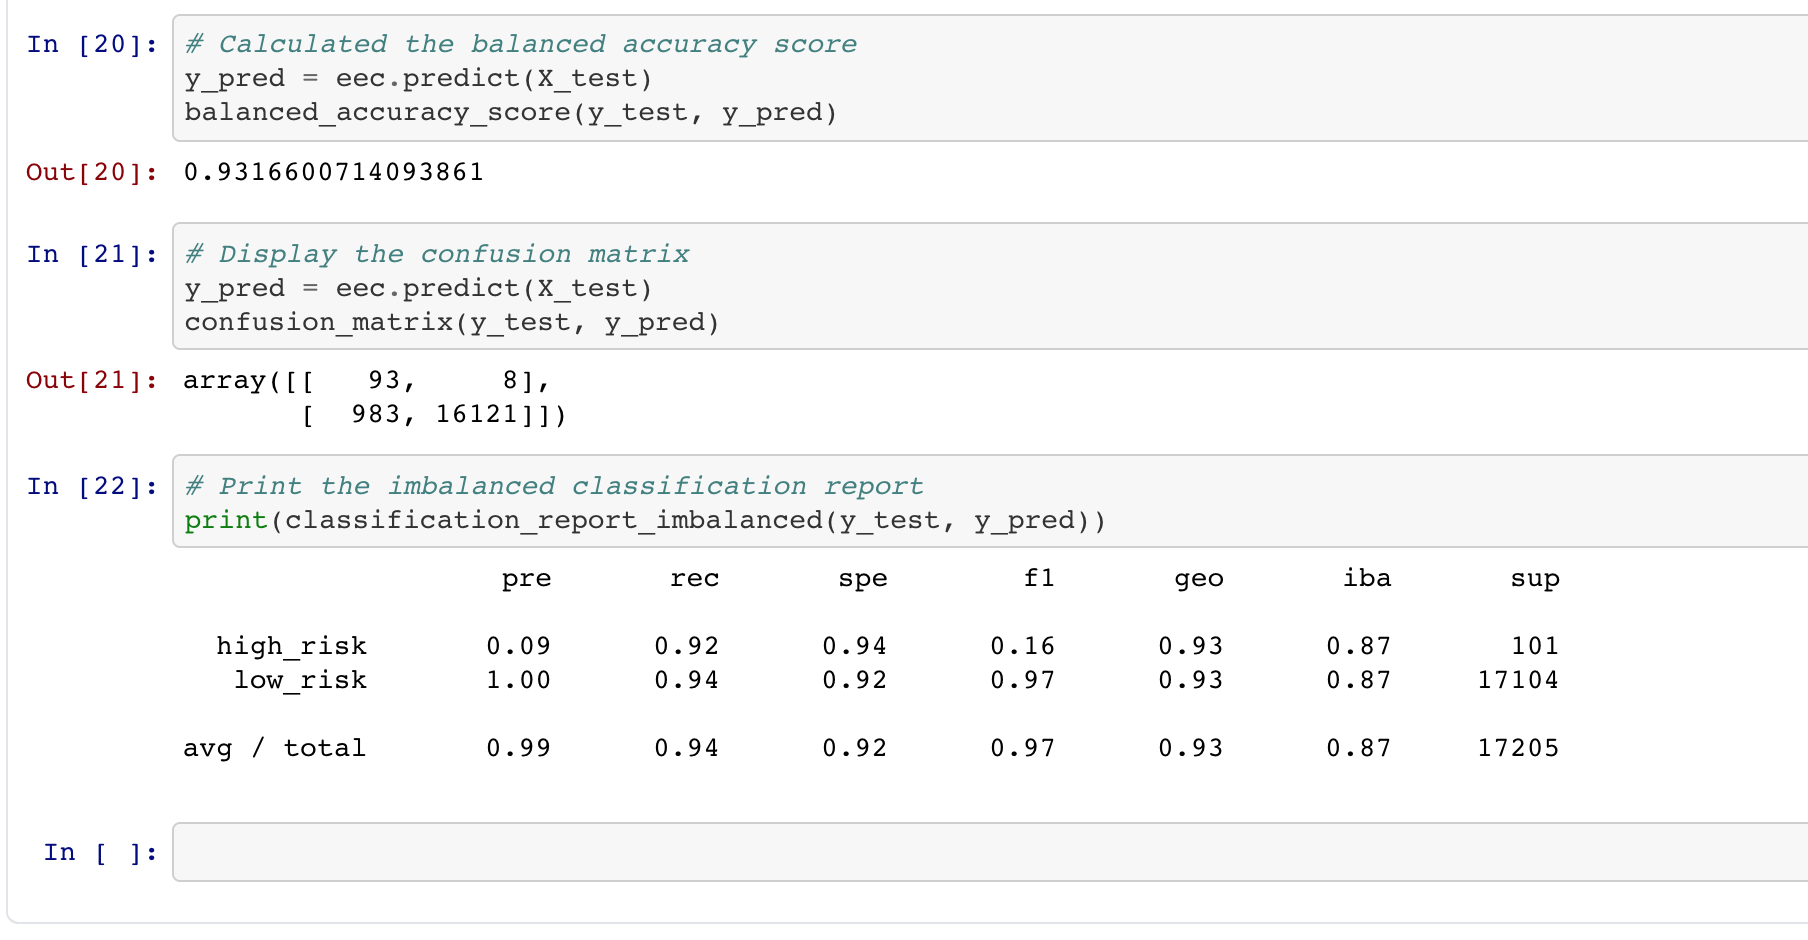 In [20]: # Calculated the balanced accuracy score
y_pred = eec.predict(X_test)
balanced_accuracy_score(y_test, y_pred)
Out[20]: 0.9316600714093861
In [21]: # Display the confusion matrix
y_pred = eec.predict(X_test)
confusion_matrix(y_test, y_pred)
Out[21]: array([[   93,     8],
       [  983, 16121]])
In [22]: # Print the imbalanced classification report
print(classification_report_imbalanced(y_test, y_pred))
pre rec spe f1 geo iba sup
high_risk 0.09 0.92 0.94 0.16 0.93 0.87 101
low_risk 1.00 0.94 0.92 0.97 0.93 0.87 17104
avg / total 0.99 0.94 0.92 0.97 0.93 0.87 17205
In [ ]: